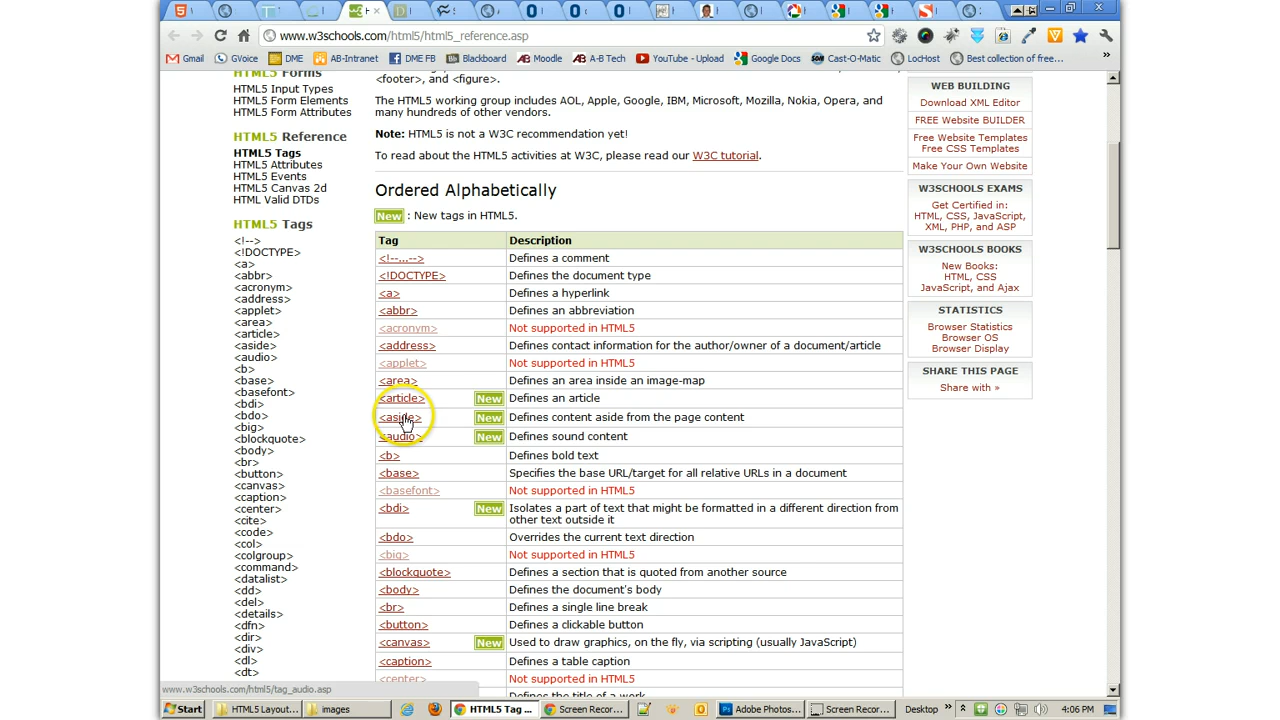 www.w3schools.com/html5/html5_reference.asp
Gmail GVoice DME AB-Intranet DME FB Blackboard Moodle A-B Tech YouTube - Upload Google Docts Cast-O-Matic LocHost Best collection of free... »
HTML5 Forms
HTML5 Input Types
HTML5 Form Elements
HTML5 Form Attributes
HTML5 Reference
HTML5 Tags
HTML5 Attributes
HTML5 Events
HTML5 Canvas 2d
HTML Valid DTDs
HTML5 Tags
<!-->
<!DOCTYPE>
<a>
<abbr>
<acronym>
<address>
<applet>
<area>
<article>
<aside>
<audio>
<b>
<base>
<basefont>
<bdi>
<bdo>
<big>
<blockquote>
<body>
<br>
<button>
<canvas>
<caption>
<center>
<cite>
<code>
<col>
<colgroup>
<command>
<datalist>
<dd>
<del>
<details>
<dfn>
<dir>
<div>
<dl>
<dt>
<footer>, and <figure>.
The HTML5 working group includes AOL, Apple, Google, IBM, Microsoft, Mozilla, Nokia, Opera, and
many hundreds of other vendors.
Note: HTML5 is not a W3C recommendation yet!
To read about the HTML5 activities at W3C, please read our W3C tutorial.
Ordered Alphabetically
New : New tags in HTML5.
Tag Description
<!--...--> Defines a comment
<!DOCTYPE> Defines the document type
<a> Defines a hyperlink
<abbr> Defines an abbreviation
<acronym> Not supported in HTML5
<address> Defines contact information for the author/owner of a document/article
<applet> Not supported in HTML5
<area> Defines an area inside an image-map
<article> New Defines an article
<aside> New Defines content aside from the page content
<audio> New Defines sound content
<b> Defines bold text
<base> Specifies the base URL/target for all relative URLs in a document
<basefont> Not supported in HTML5
<bdi> New Isolates a part of text that might be formatted in a different direction from
other text outside it
<bdo> Overrides the current text direction
<big> Not supported in HTML5
<blockquote> Defines a section that is quoted from another source
<body> Defines the document's body
<br> Defines a single line break
<button> Defines a clickable button
<canvas> New Used to draw graphics, on the fly, via scripting (usually JavaScript)
<caption> Defines a table caption
<center> Not supported in HTML5
Defines the title of a work
WEB BUILDING
Download XML Editor
FREE Website BUILDER
Free Website Templates
Free CSS Templates
Make Your Own Website
W3SCHOOLS EXAMS
Get Certified in:
HTML, CSS, JavaScript,
XML, PHP, and ASP
W3SCHOOLS BOOKS
New Books:
HTML, CSS
JavaScript, and Ajax
STATISTICS
Browser Statistics
Browser OS
Browser Display
SHARE THIS PAGE
Share with »
www.w3schools.com/html5/tag_audio.asp
Start HTML5 Layout... images HTML5 Tag ... Screen Recor... Adobe Photos... Screen Recor... Desktop » 4:06 PM